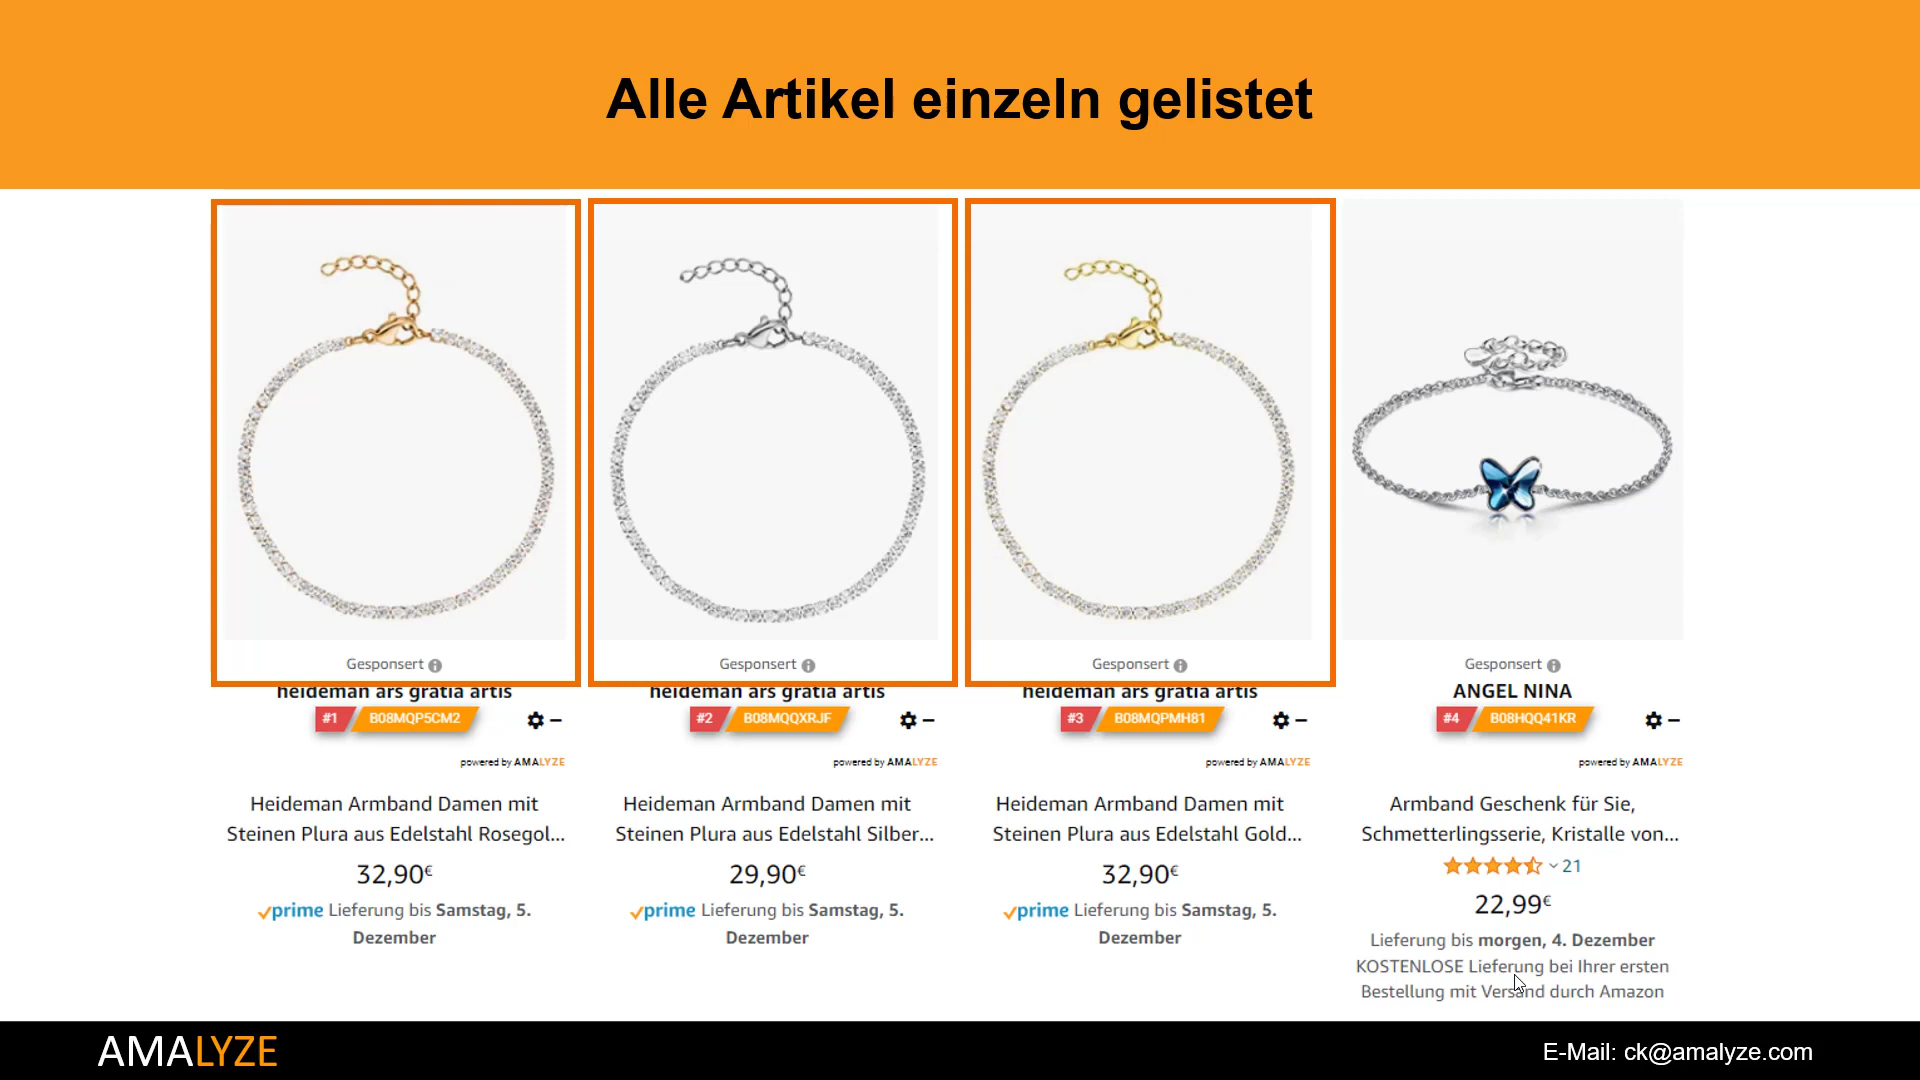 Alle Artikel einzeln gelistet
Gesponsert
heideman ars gratia artis
#1 B08MQP5CM2
powered by AMALYZE
Heideman Armband Damen mit
Steinen Plura aus Edelstahl Rosegol...
32,90€
prime Lieferung bis Samstag, 5.
Dezember
Gesponsert
heideman ars gratia artis
#2 B08MQQXRJF
powered by AMALYZE
Heideman Armband Damen mit
Steinen Plura aus Edelstahl Silber...
29,90€
prime Lieferung bis Samstag, 5.
Dezember
Gesponsert
heideman ars gratia artis
#3 B08MQPMH81
powered by AMALYZE
Heideman Armband Damen mit
Steinen Plura aus Edelstahl Gold...
32,90€
prime Lieferung bis Samstag, 5.
Dezember
Gesponsert
ANGEL NINA
#4 B08HQQ41KR
powered by AMALYZE
Armband Geschenk für Sie,
Schmetterlingsserie, Kristalle von...
21
22,99€
Lieferung bis morgen, 4. Dezember
KOSTENLOSE Lieferung bei Ihrer ersten
Bestellung mit Versand durch Amazon
AMALYZE
E-Mail: ck@amalyze.com